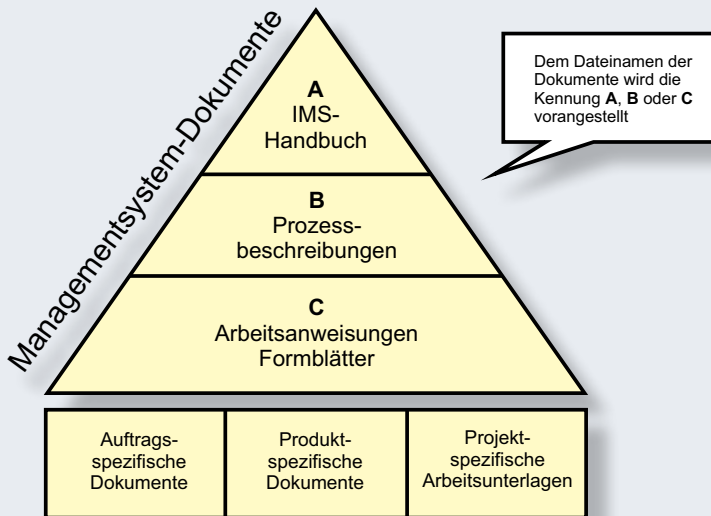 Managementsystem-Dokumente
A
IMS-
Handbuch
B
Prozess-
beschreibungen
C
Arbeitsanweisungen
Formblätter
Dem Dateinamen der
Dokumente wird die
Kennung A, B oder C
vorangestellt
Auftrags-
spezifische
Dokumente
Produkt-
spezifische
Dokumente
Projekt-
spezifische
Arbeitsunterlagen